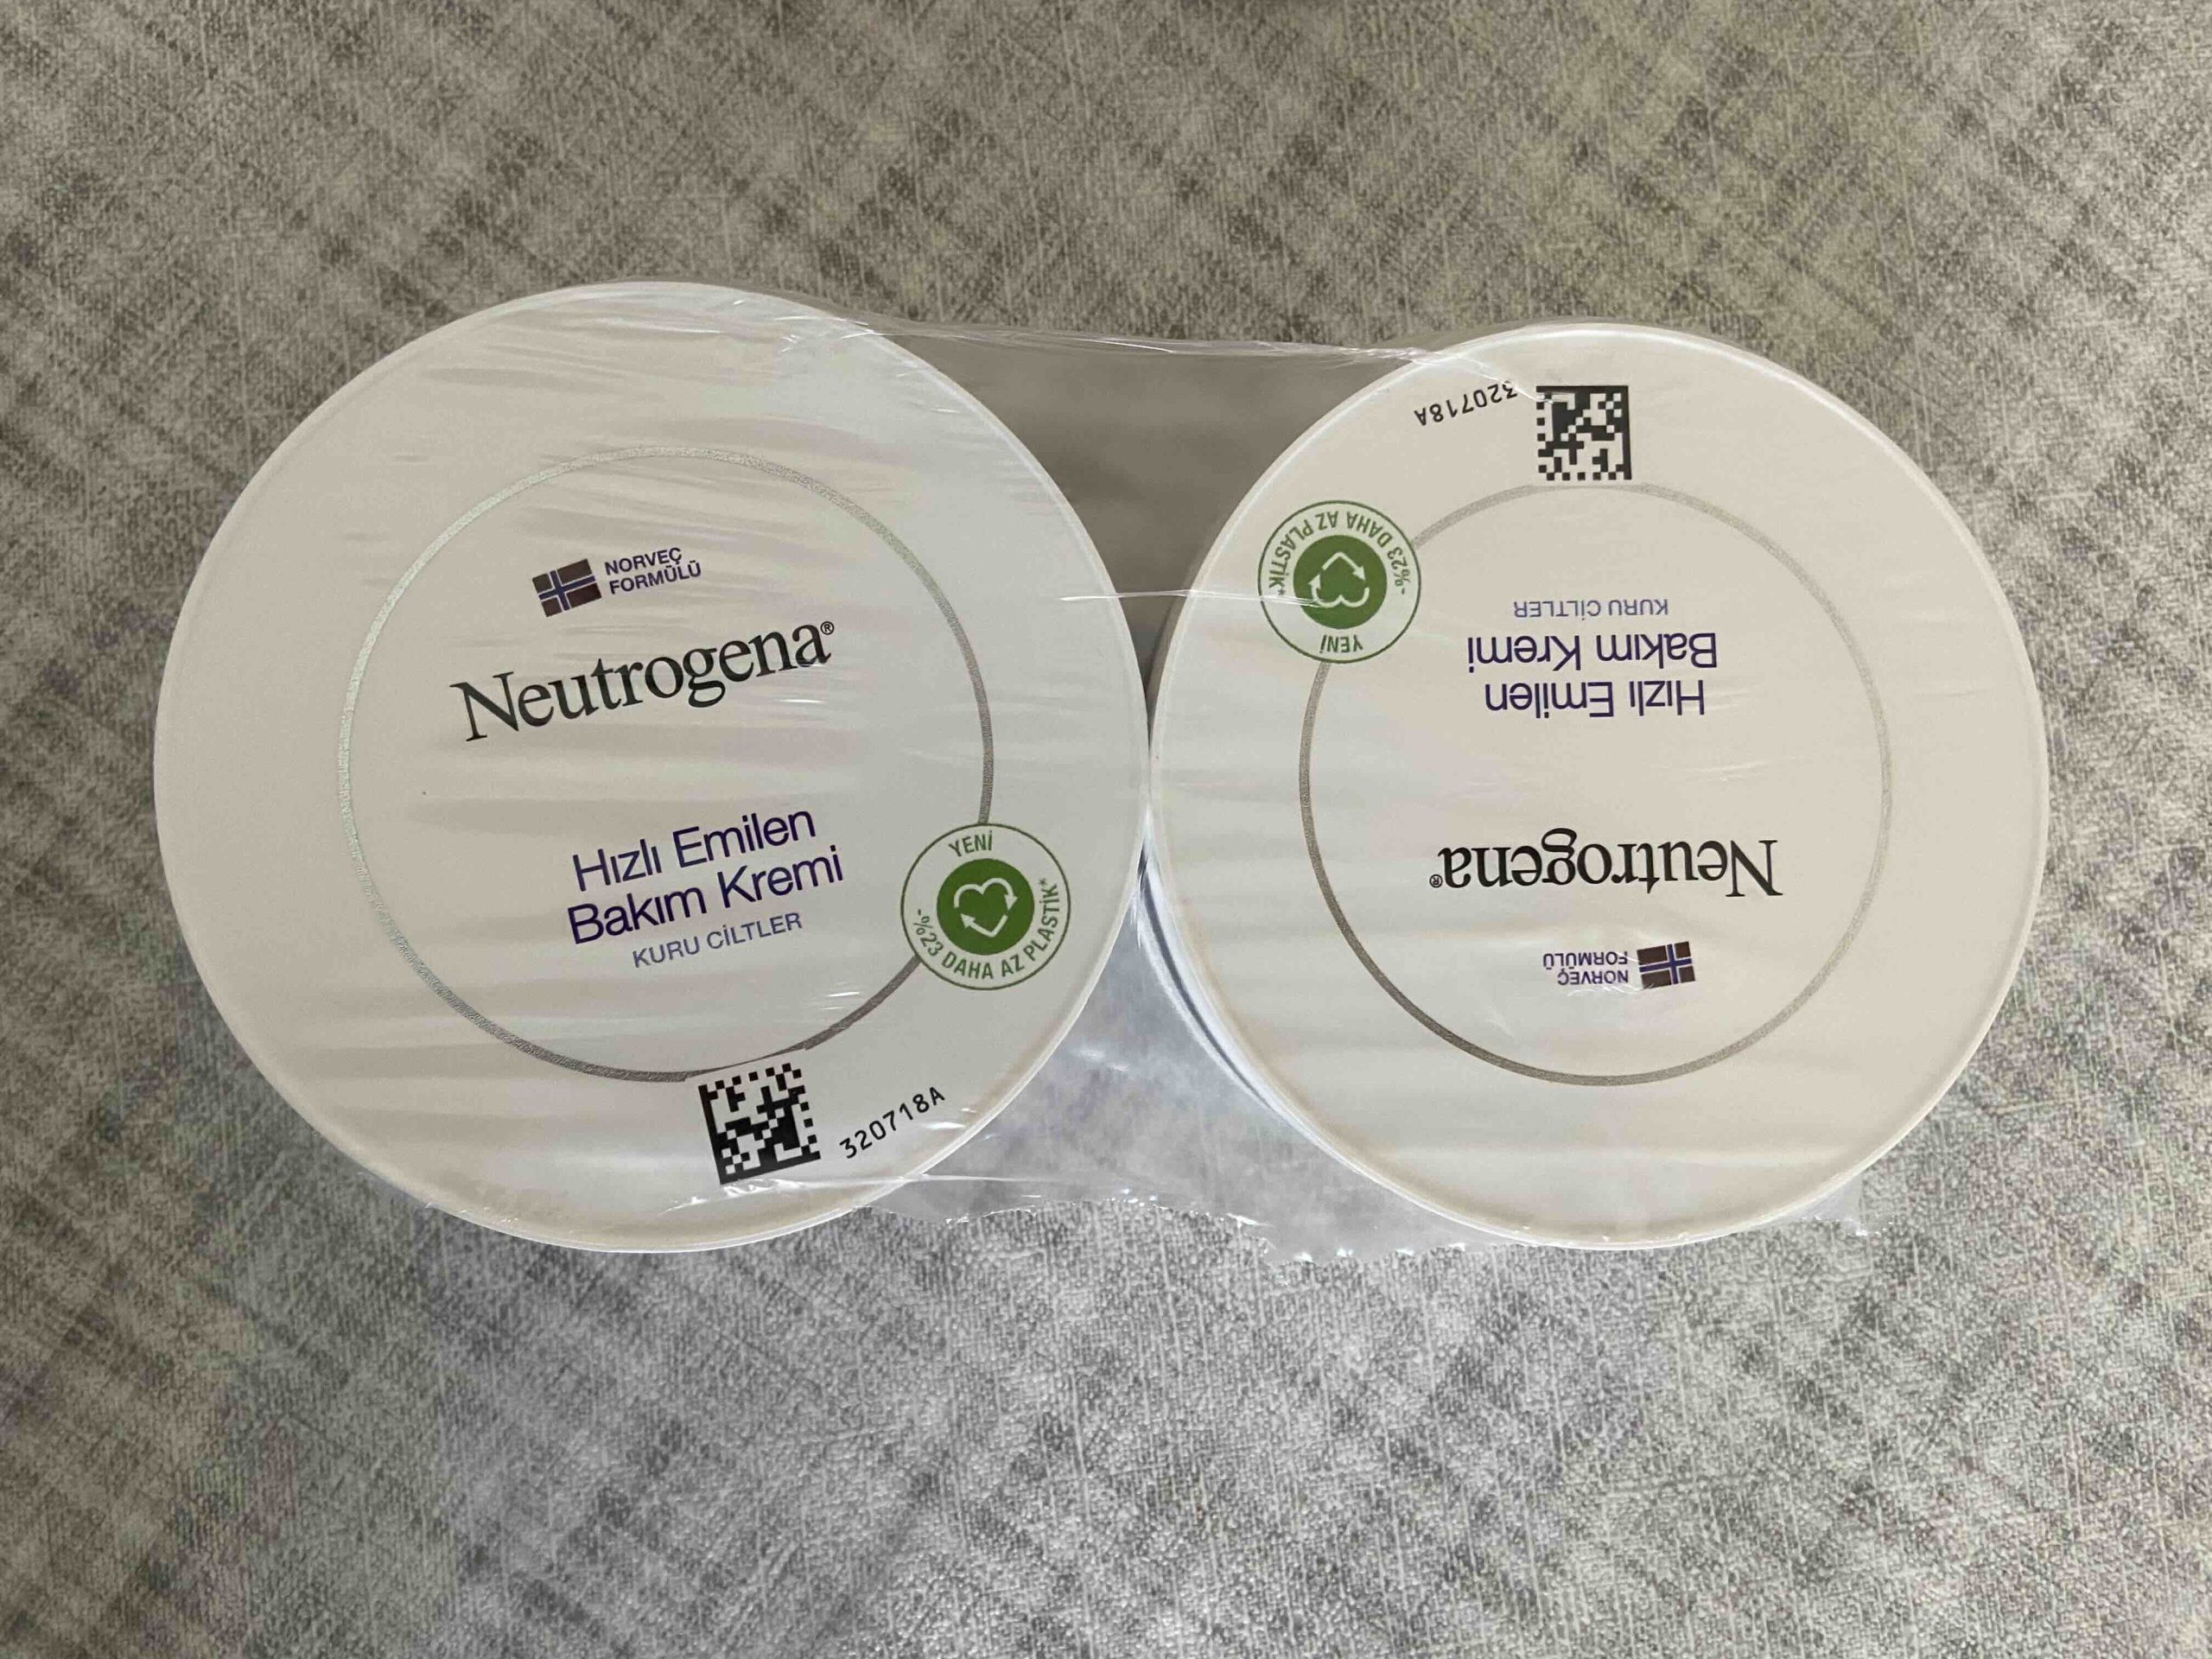 NORVEÇ
FORMÜLÜ
Neutrogena®
Hızlı Emilen
Bakım Kremi
KURU CİLTLER
YENİ
-%23 DAHA AZ PLASTİK*
320718A
NORVEÇ
FORMÜLÜ
Neutrogena®
Hızlı Emilen
Bakım Kremi
KURU CİLTLER
YENİ
-%23 DAHA AZ PLASTİK*
320718A